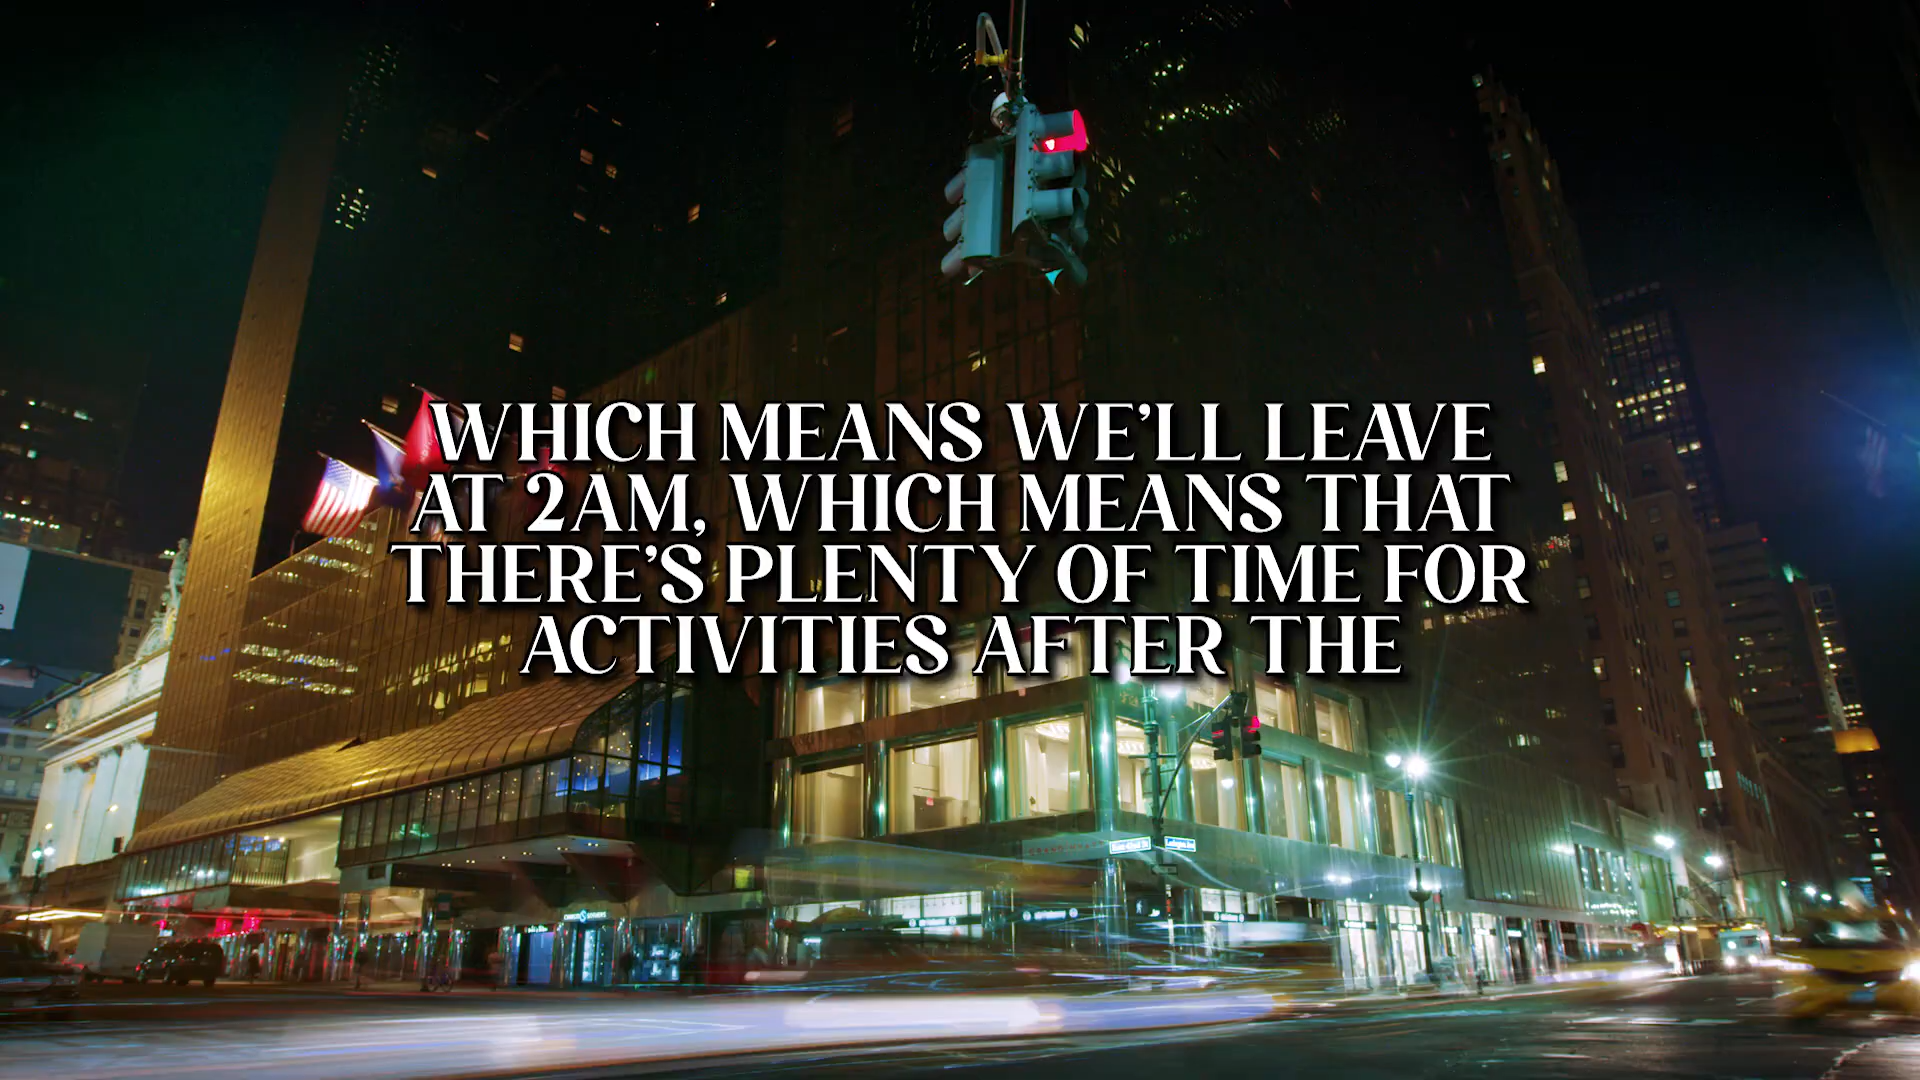 WHICH MEANS WE'LL LEAVE
AT 2AM, WHICH MEANS THAT
THERE'S PLENTY OF TIME FOR
ACTIVITIES AFTER THE